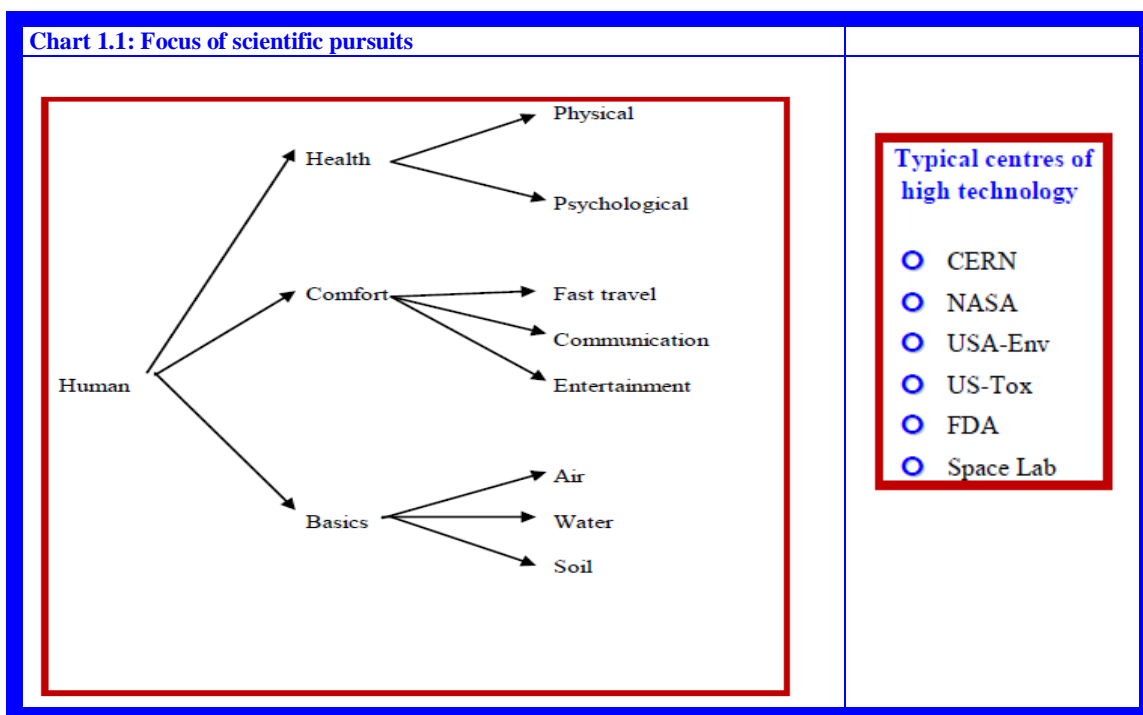 Chart 1.1: Focus of scientific pursuits
Physical
Health
Psychological
Comfort
Fast travel
Communication
Human
Entertainment
Air
Basics
Water
Soil
Typical centres of
high technology
CERN
NASA
USA-Env
US-Tox
FDA
Space Lab